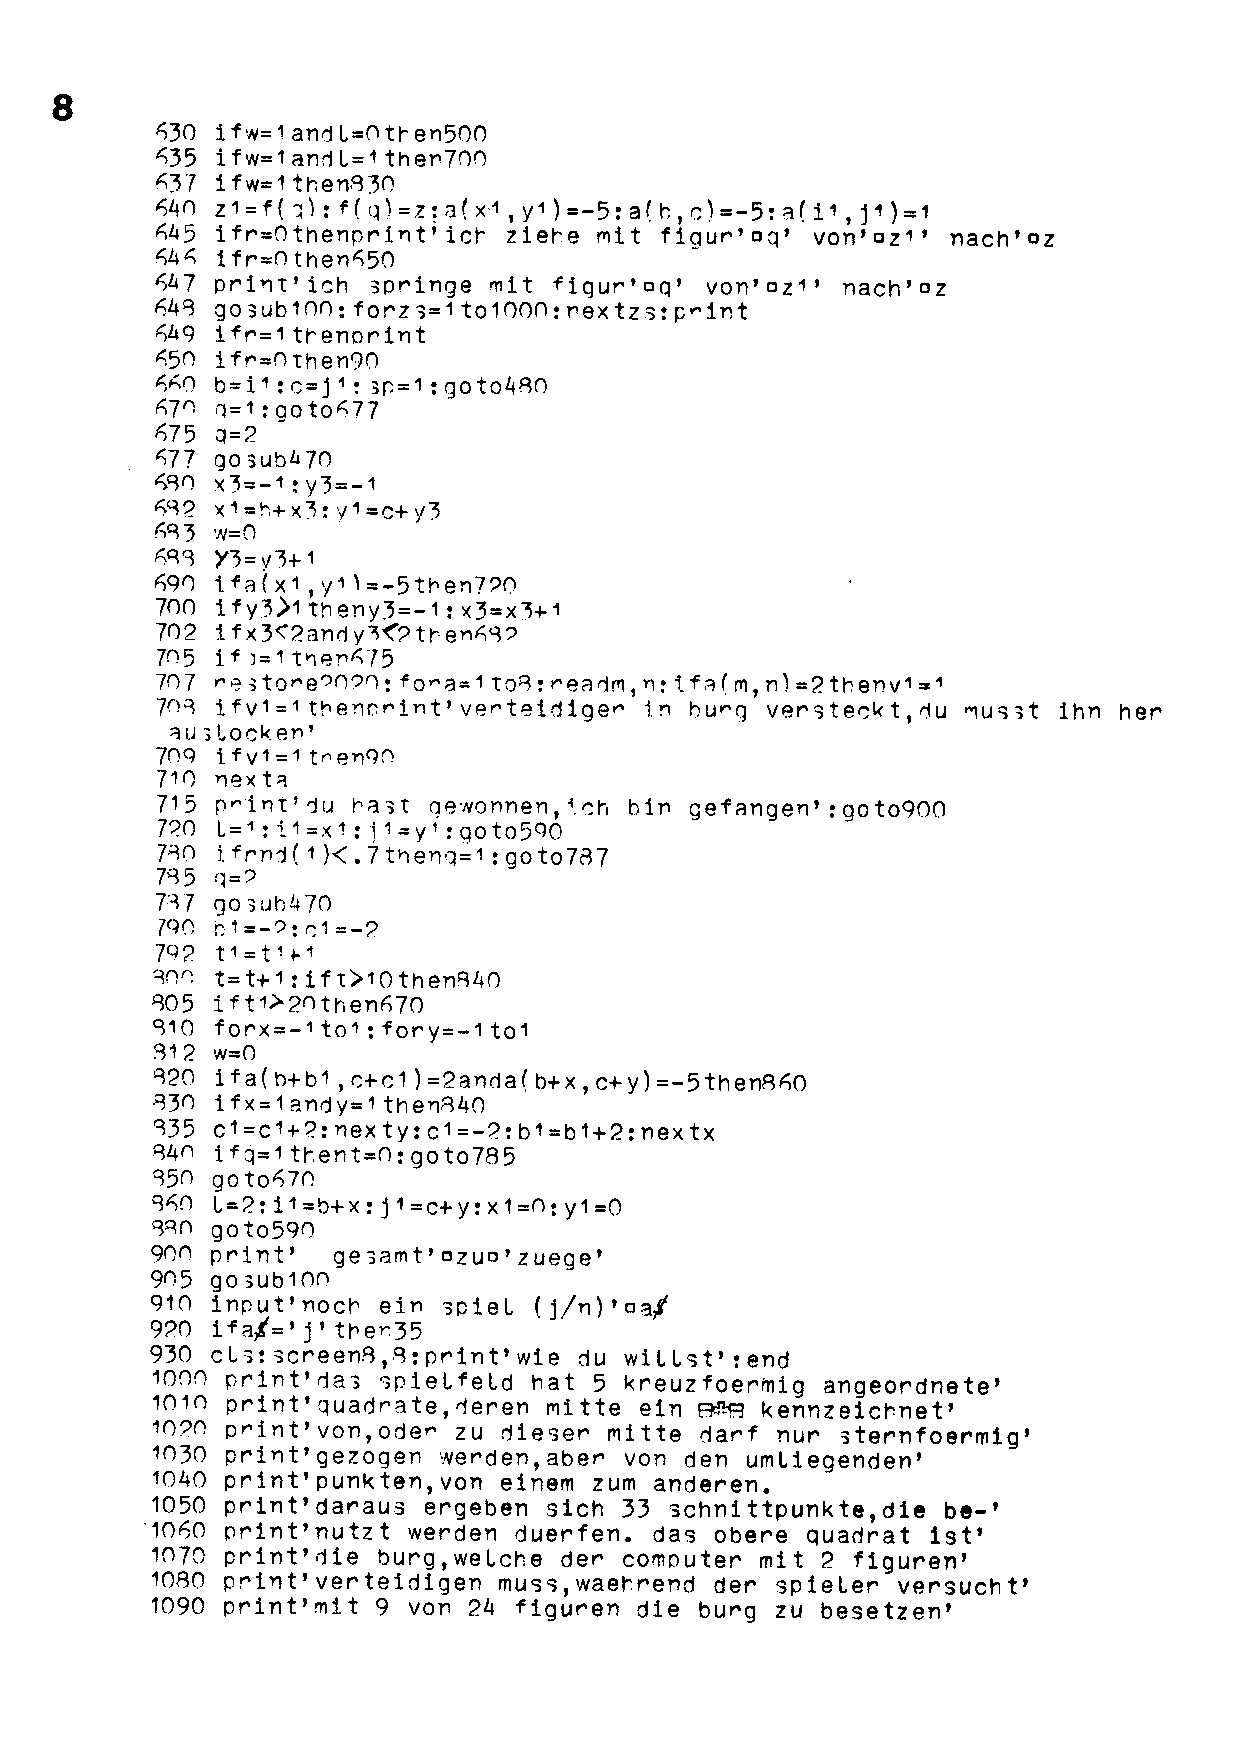 8
630 ifw=1andl=0then500
635 ifw=1andl=1then700
637 ifw=1then830
640 z1=f(q):f(q)=z:a(x1,y1)=-5:a(b,c)=-5:a(i1,j1)=1
645 ifr=0thenprint'ich ziehe mit figur'¤q' von'¤z1' nach'¤z
646 ifr=0then650
647 print'ich springe mit figur'¤q' von'¤z1' nach'¤z
648 gosub100:forzs=1to1000:nextzs:print
649 ifr=1thenprint
650 ifr=0then90
660 b=i1:c=j1:sp=1:goto480
670 q=1:goto677
675 q=2
677 gosub470
680 x3=-1:y3=-1
682 x1=b+x3:y1=c+y3
683 w=0
688 y3=y3+1
690 ifa(x1,y1)=-5then720
700 ify3>1theny3=-1:x3=x3+1
702 ifx3<2andy3<2then682
705 ifq=1then675
707 restore2020:fora=1to8:readm,n:ifa(m,n)=2thenv1=1
708 ifv1=1thenprint'verteidiger in burg versteckt,du musst ihn her
auslocken'
709 ifv1=1then90
710 nexta
715 print'du hast gewonnen,ich bin gefangen':goto900
720 l=1:i1=x1:j1=y1:goto590
780 ifrnd(1)<.7thenq=1:goto787
785 q=2
787 gosub470
790 b1=-2:c1=-2
792 t1=t1+1
800 t=t+1:ift>10then840
805 ift1>20then670
810 forx=-1to1:fory=-1to1
812 w=0
820 ifa(b+b1,c+c1)=2anda(b+x,c+y)=-5then860
830 ifx=1andy=1then840
835 c1=c1+2:nexty:c1=-2:b1=b1+2:nextx
840 ifq=1thent=0:goto785
850 goto670
860 l=2:i1=b+x:j1=c+y:x1=0:y1=0
880 goto590
900 print'  gesamt'¤zu¤'zuege'
905 gosub100
910 input'noch ein spiel (j/n)'¤a$
920 ifa$='j'then35
930 cls:screen8,8:print'wie du willst':end
1000 print'das spielfeld hat 5 kreuzfoermig angeordnete'
1010 print'quadrate,deren mitte ein kennzeichnet'
1020 print'von,oder zu dieser mitte darf nur sternfoermig'
1030 print'gezogen werden,aber von den umliegenden'
1040 print'punkten,von einem zum anderen.
1050 print'daraus ergeben sich 33 schnittpunkte,die be-'
1060 print'nutzt werden duerfen. das obere quadrat ist'
1070 print'die burg,welche der computer mit 2 figuren'
1080 print'verteidigen muss,waehrend der spieler versucht'
1090 print'mit 9 von 24 figuren die burg zu besetzen'